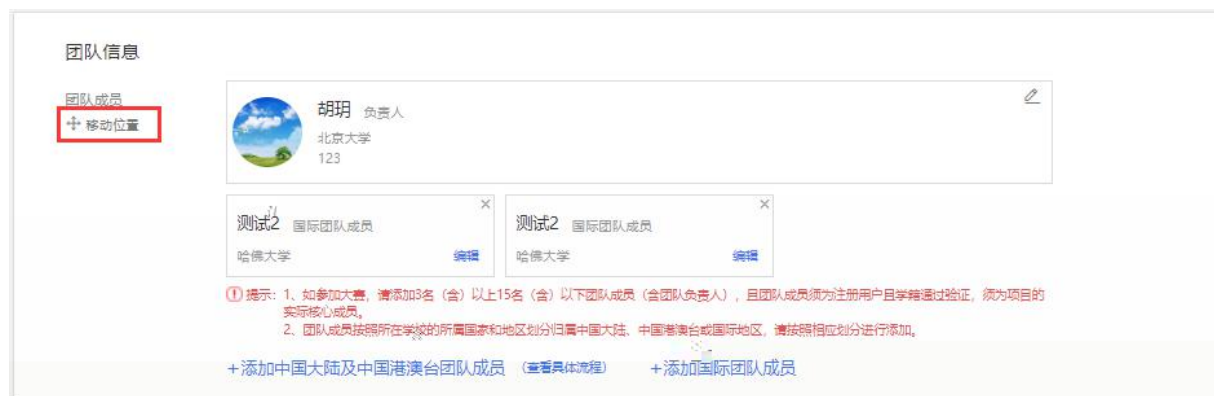 团队信息
团队成员
移动位置
胡玥 负责人
北京大学
123
测试2 国际团队成员
哈佛大学 编辑
测试2 国际团队成员
哈佛大学 编辑
提示：1、如参加大赛，请添加3名（含）以上15名（含）以下团队成员（含团队负责人），且团队成员须为注册用户且学籍通过验证，须为项目的
实际核心成员。
2、团队成员按照所在学校的所属国家和地区划分归属中国大陆、中国港澳台或国际地区，请按照相应划分进行添加。
+添加中国大陆及中国港澳台团队成员 （查看具体流程） +添加国际团队成员